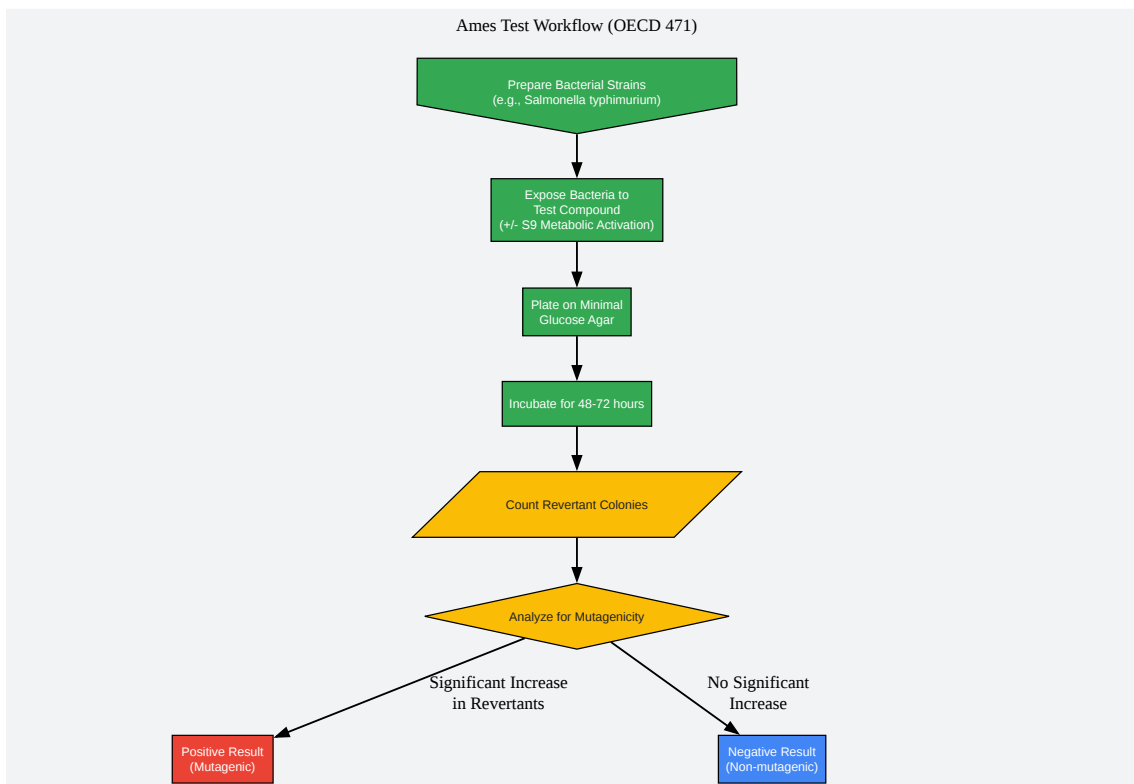 Ames Test Workflow (OECD 471)
Prepare Bacterial Strains
(e.g., Salmonella typhimurium)
Expose Bacteria to
Test Compound
(+/- S9 Metabolic Activation)
Plate on Minimal
Glucose Agar
Incubate for 48-72 hours
Count Revertant Colonies
Analyze for Mutagenicity
Significant Increase
in Revertants
No Significant
Increase
Positive Result
(Mutagenic)
Negative Result
(Non-mutagenic)